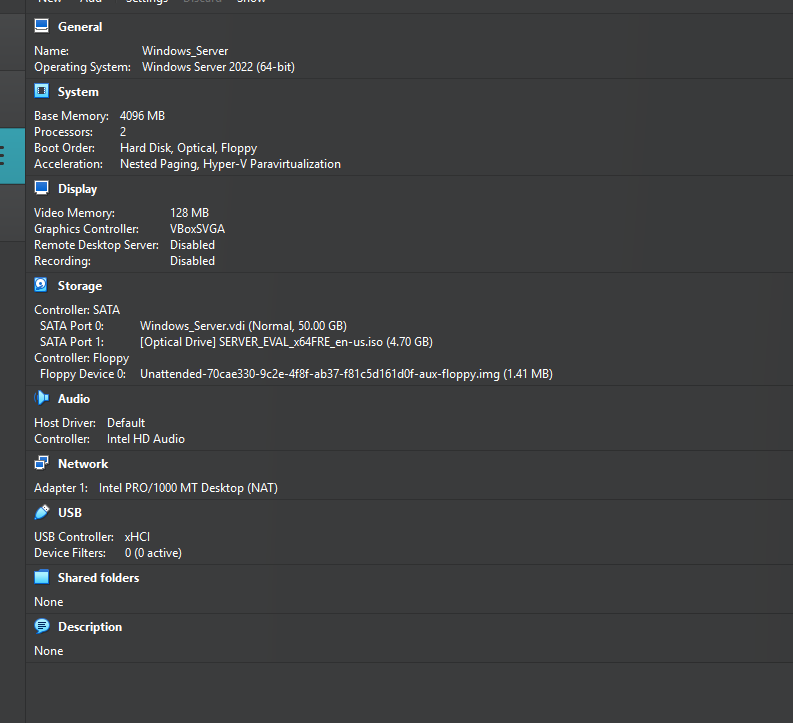 New Add Settings Discard Show
General
Name: Windows_Server
Operating System: Windows Server 2022 (64-bit)
System
Base Memory: 4096 MB
Processors: 2
Boot Order: Hard Disk, Optical, Floppy
Acceleration: Nested Paging, Hyper-V Paravirtualization
Display
Video Memory: 128 MB
Graphics Controller: VBoxSVGA
Remote Desktop Server: Disabled
Recording: Disabled
Storage
Controller: SATA
SATA Port 0: Windows_Server.vdi (Normal, 50.00 GB)
SATA Port 1: [Optical Drive] SERVER_EVAL_x64FRE_en-us.iso (4.70 GB)
Controller: Floppy
Floppy Device 0: Unattended-70cae330-9c2e-4f8f-ab37-f81c5d161d0f-aux-floppy.img (1.41 MB)
Audio
Host Driver: Default
Controller: Intel HD Audio
Network
Adapter 1: Intel PRO/1000 MT Desktop (NAT)
USB
USB Controller: xHCI
Device Filters: 0 (0 active)
Shared folders
None
Description
None